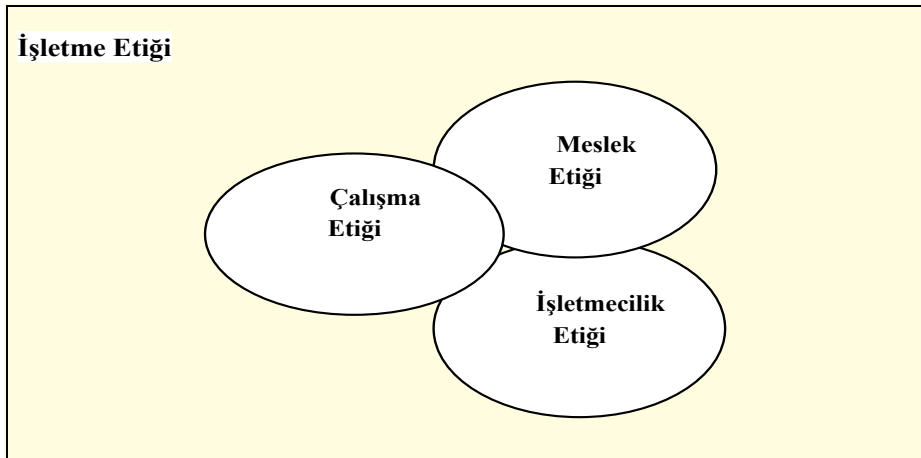 İşletme Etiği
Meslek
Etiği
Çalışma
Etiği
İşletmecilik
Etiği